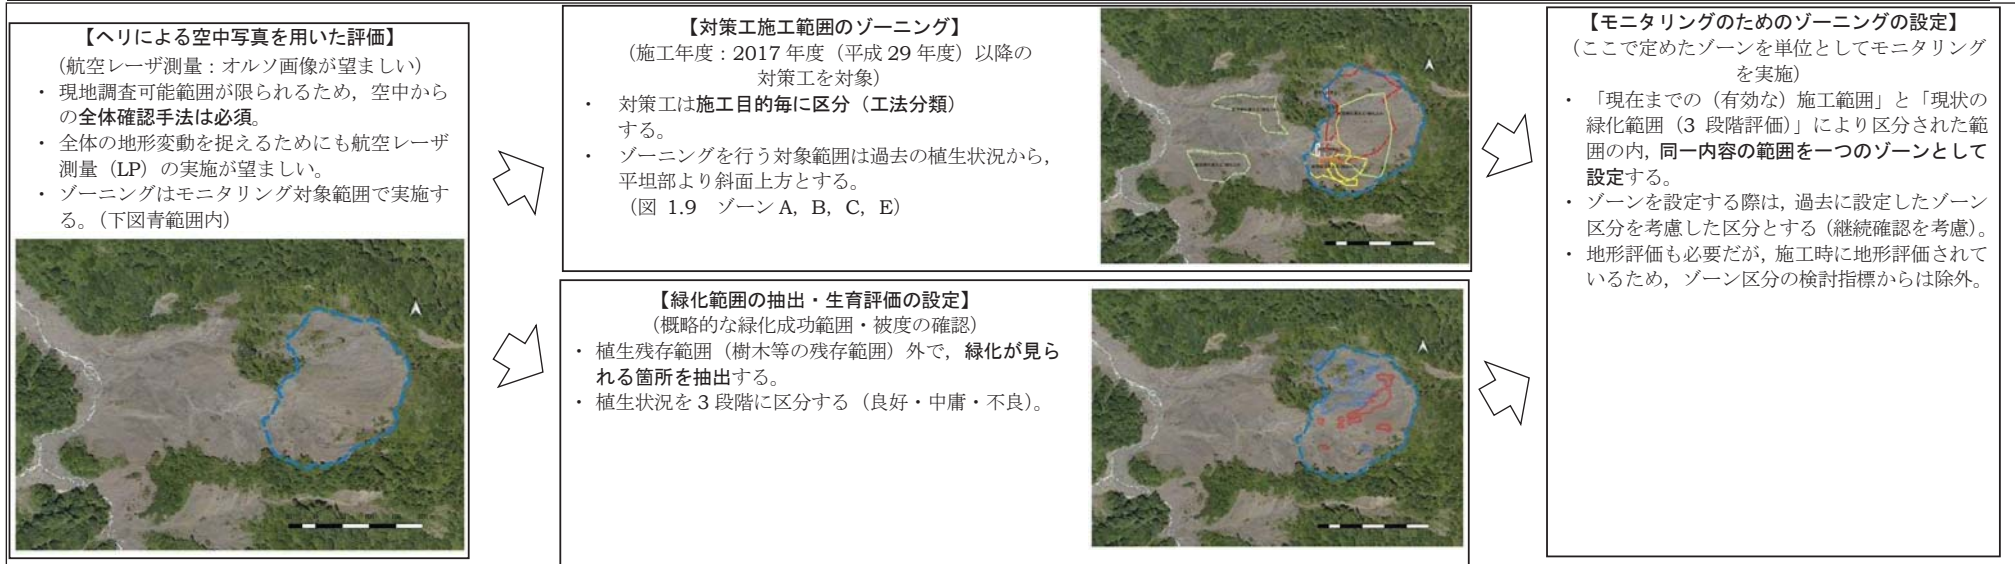 【ヘリによる空中写真を用いた評価】
（航空レーザ測量：オルソ画像が望ましい）
・ 現地調査可能範囲が限られるため，空中から
の全体確認手法は必須。
・ 全体の地形変動を捉えるためにも航空レーザ
測量（LP）の実施が望ましい。
・ ゾーニングはモニタリング対象範囲で実施す
る。（下図青範囲内）
【対策工施工範囲のゾーニング】
（施工年度：2017 年度（平成 29 年度）以降の
対策工を対象）
・ 対策工は施工目的毎に区分（工法分類）
する。
・ ゾーニングを行う対象範囲は過去の植生状況から，
平坦部より斜面上方とする。
（図 1.9 ゾーン A，B，C，E）
【緑化範囲の抽出・生育評価の設定】
（概略的な緑化成功範囲・被度の確認）
・ 植生残存範囲（樹木等の残存範囲）外で，緑化が見ら
れる箇所を抽出する。
・ 植生状況を 3 段階に区分する（良好・中庸・不良）。
【モニタリングのためのゾーニングの設定】
（ここで定めたゾーンを単位としてモニタリング
を実施）
・ 「現在までの（有効な）施工範囲」と「現状の
緑化範囲（3 段階評価）」により区分された範
囲の内，同一内容の範囲を一つのゾーンとして
設定する。
・ ゾーンを設定する際は，過去に設定したゾーン
区分を考慮した区分とする（継続確認を考慮）。
・ 地形評価も必要だが，施工時に地形評価されて
いるため，ゾーン区分の検討指標からは除外。